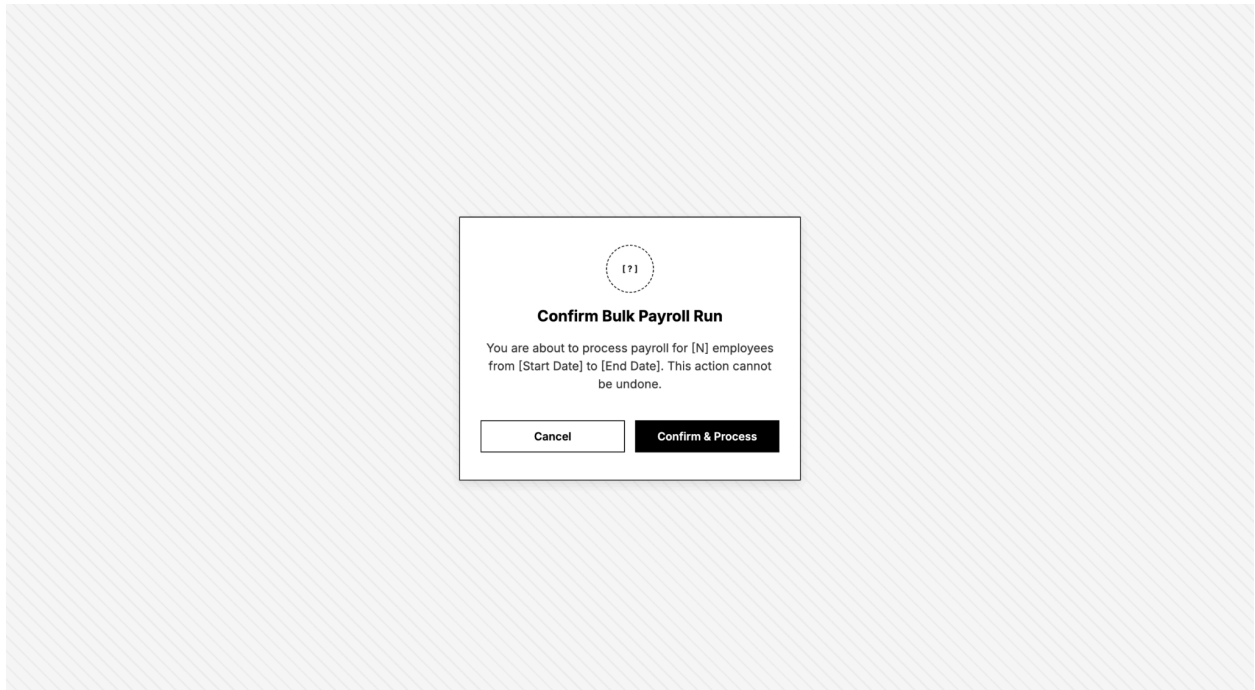 [?]
Confirm Bulk Payroll Run
You are about to process payroll for [N] employees
from [Start Date] to [End Date]. This action cannot
be undone.
Cancel
Confirm & Process